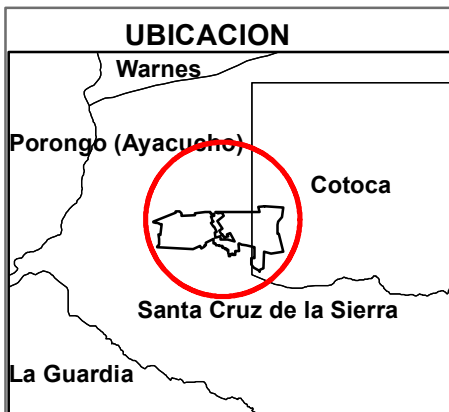 UBICACION
Warnes
Porongo (Ayacucho)
Cotoca
Santa Cruz de la Sierra
La Guardia